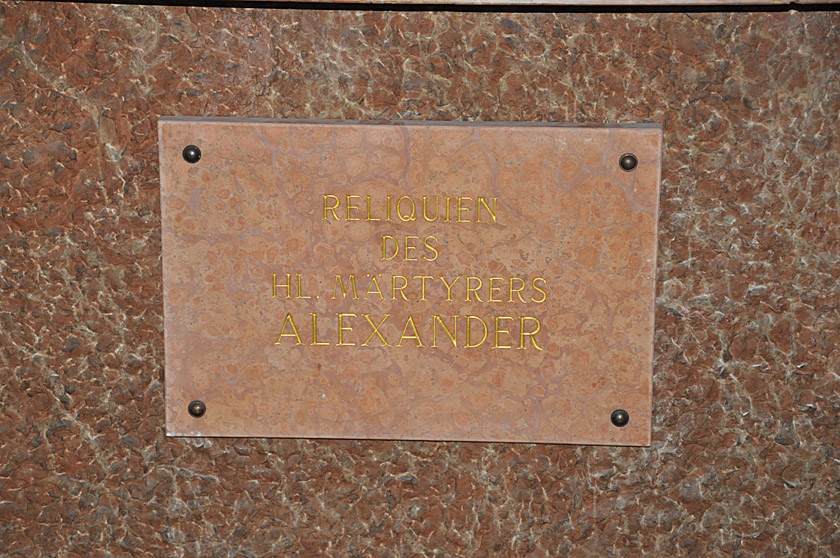 RELIQUIEN
DES
HL. MÄRTYRERS
ALEXANDER